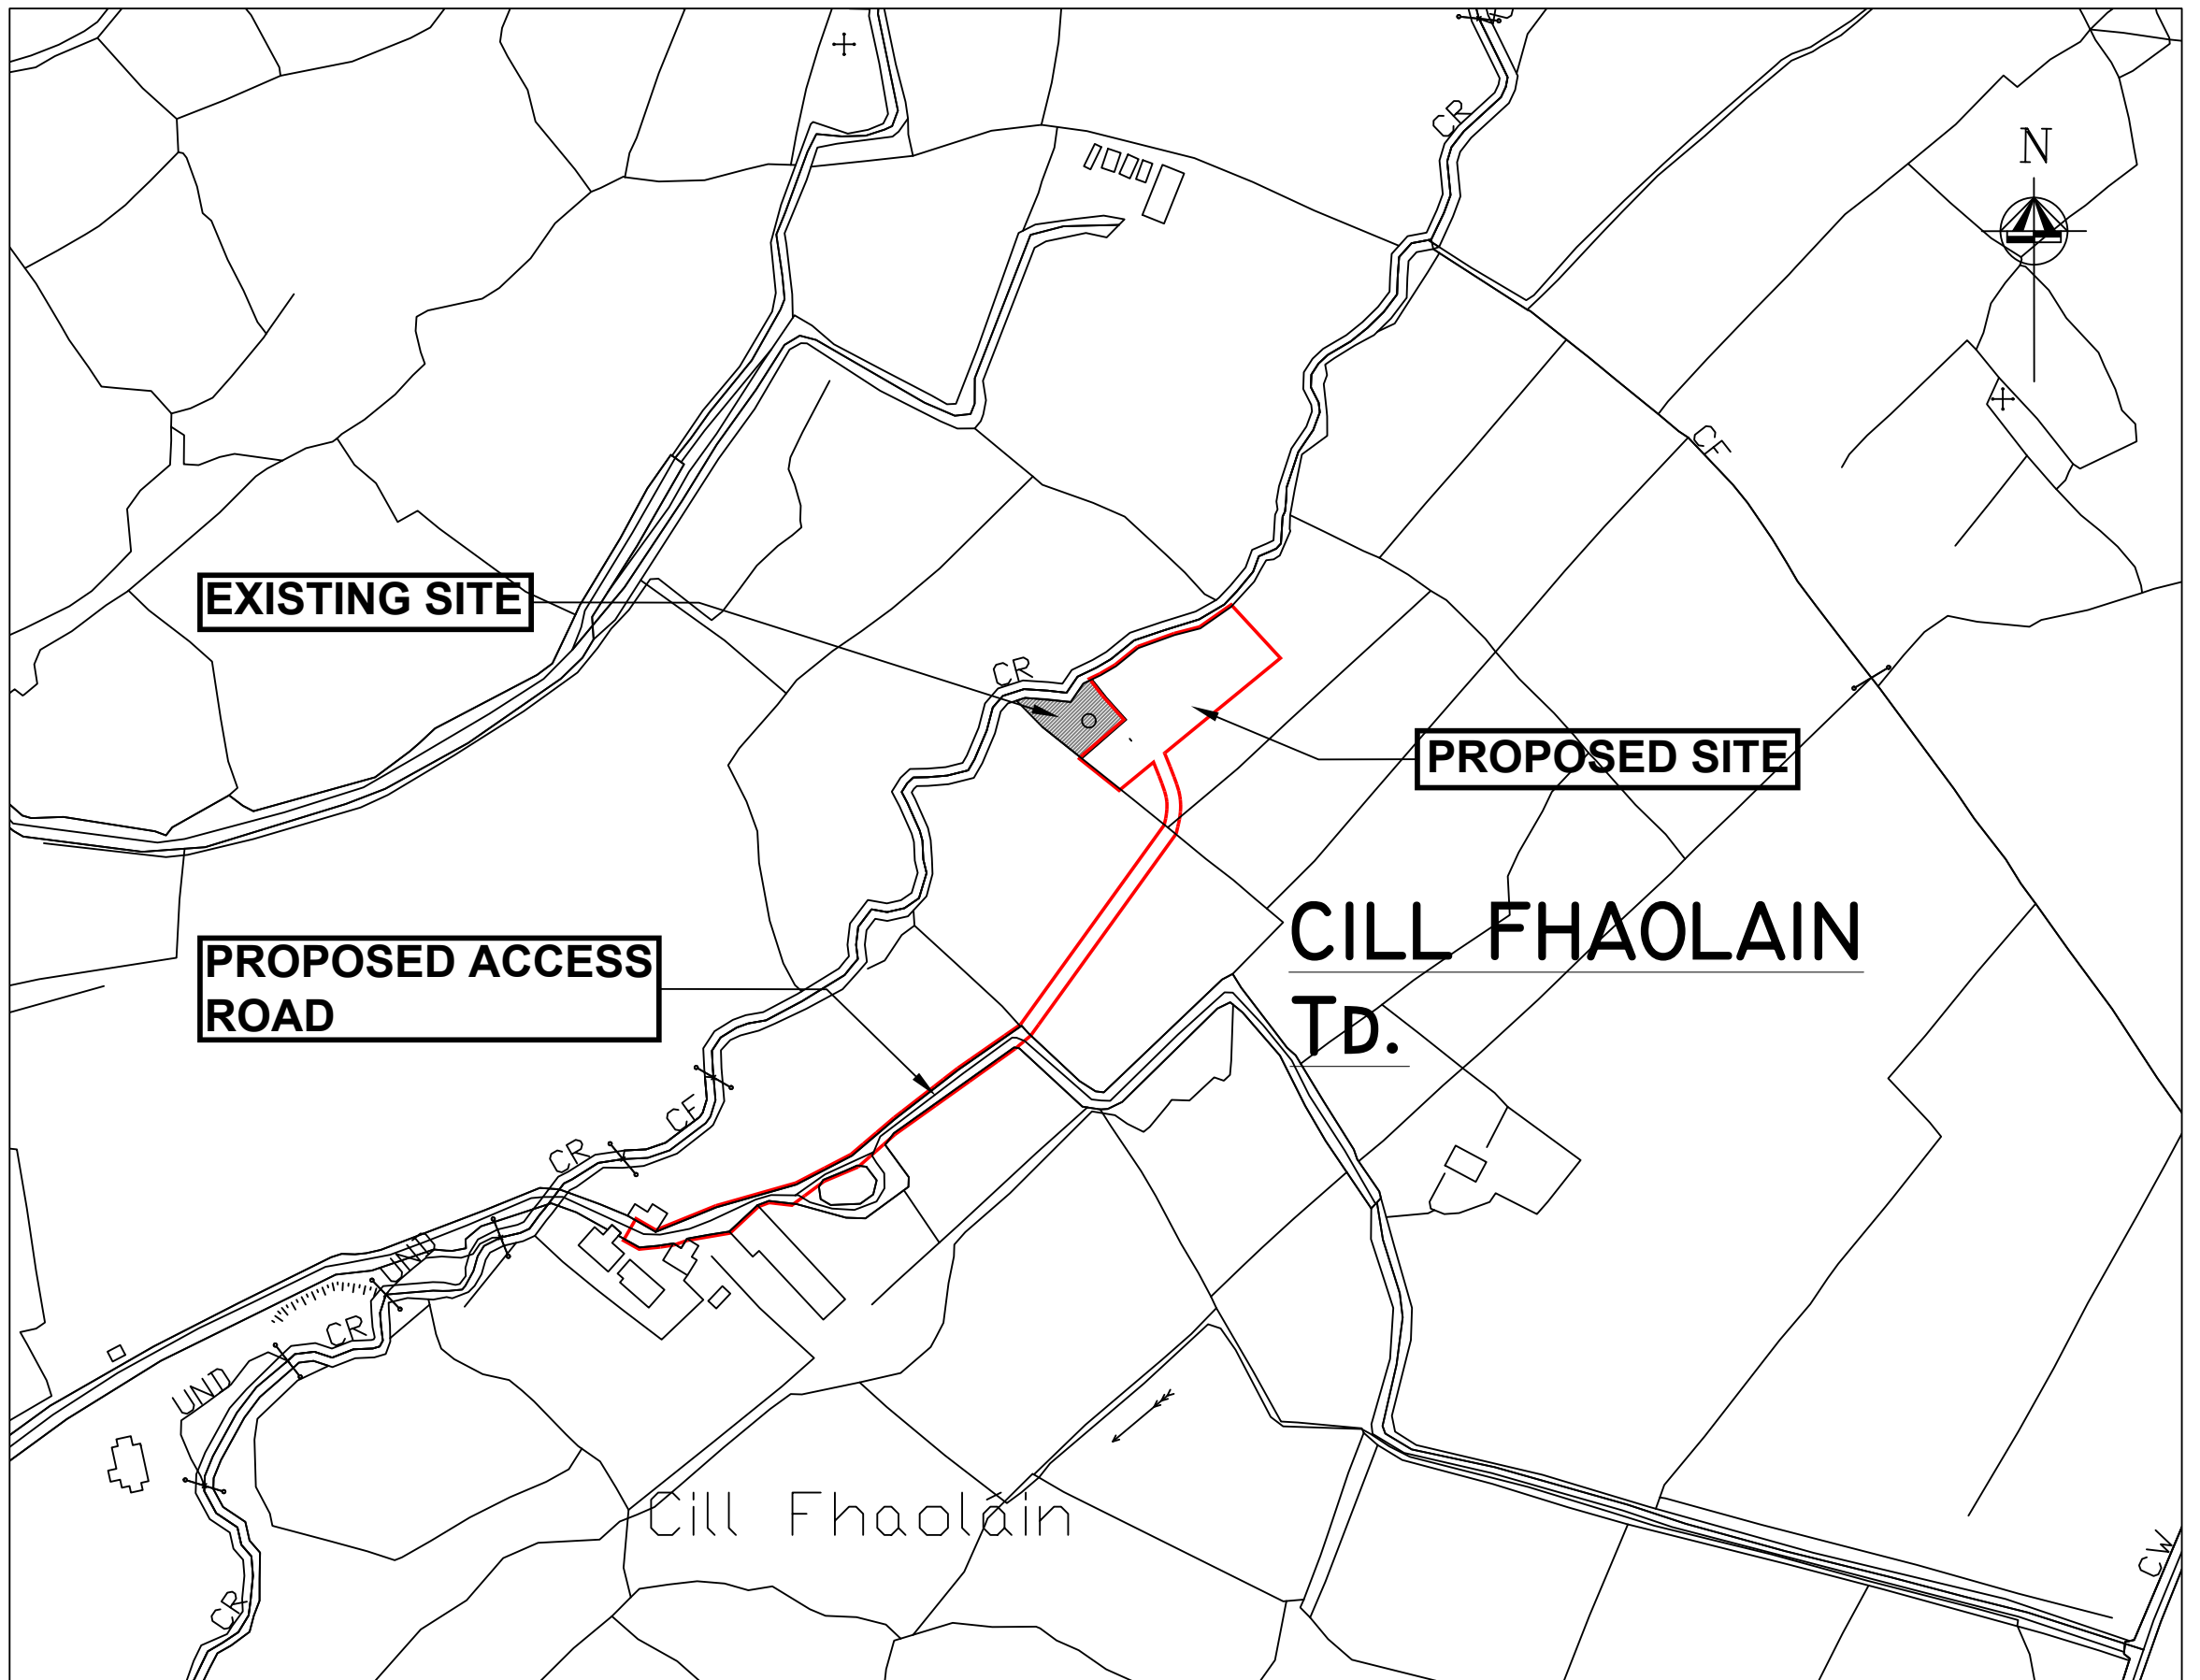 CR
N
CF
EXISTING SITE
CR
PROPOSED SITE
CILL FHAOLAIN
TD.
PROPOSED ACCESS
ROAD
CF
CR
UND
CR
UND
Cill Fhaoláin
CW
CR